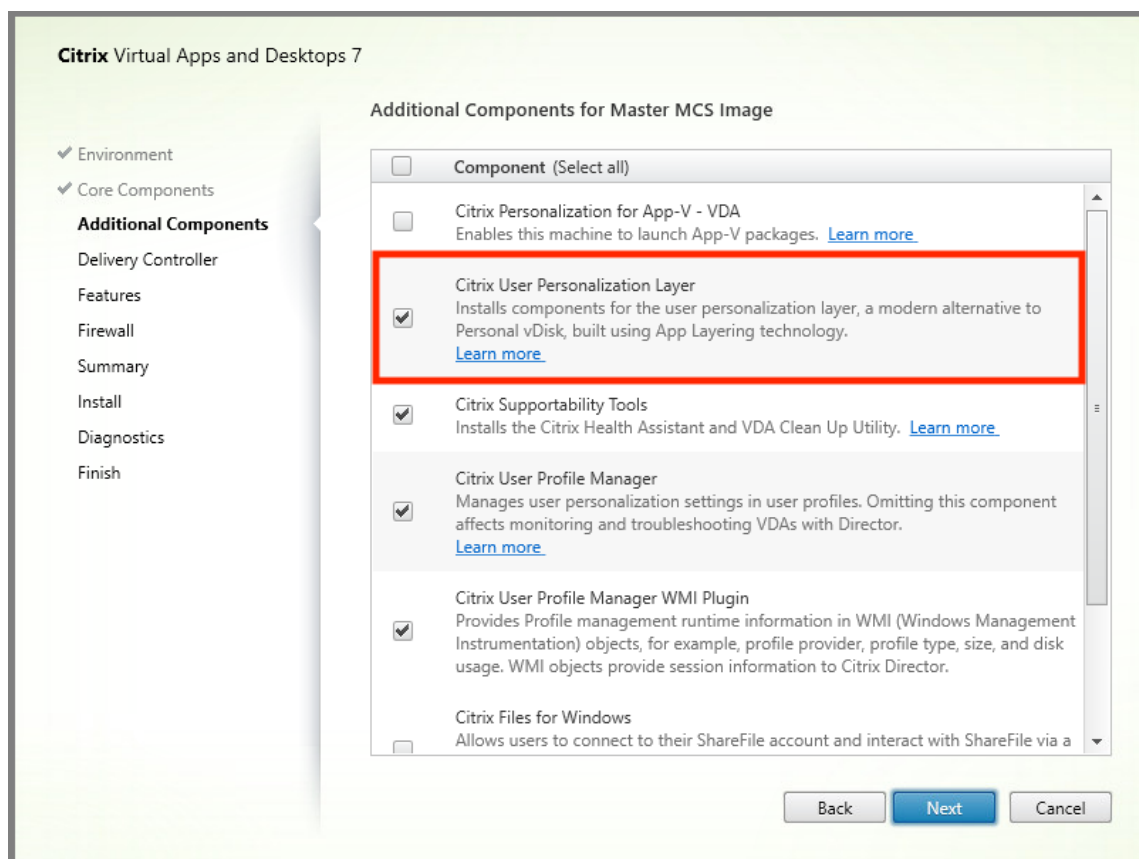 Citrix Virtual Apps and Desktops 7
Additional Components for Master MCS Image
Environment
Core Components
Additional Components
Delivery Controller
Features
Firewall
Summary
Install
Diagnostics
Finish
Component (Select all)
Citrix Personalization for App-V - VDA
Enables this machine to launch App-V packages. Learn more
Citrix User Personalization Layer
Installs components for the user personalization layer, a modern alternative to
Personal vDisk, built using App Layering technology.
Learn more
Citrix Supportability Tools
Installs the Citrix Health Assistant and VDA Clean Up Utility. Learn more
Citrix User Profile Manager
Manages user personalization settings in user profiles. Omitting this component
affects monitoring and troubleshooting VDAs with Director.
Learn more
Citrix User Profile Manager WMI Plugin
Provides Profile management runtime information in WMI (Windows Management
Instrumentation) objects, for example, profile provider, profile type, size, and disk
usage. WMI objects provide session information to Citrix Director.
Citrix Files for Windows
Allows users to connect to their ShareFile account and interact with ShareFile via a
Back
Next
Cancel